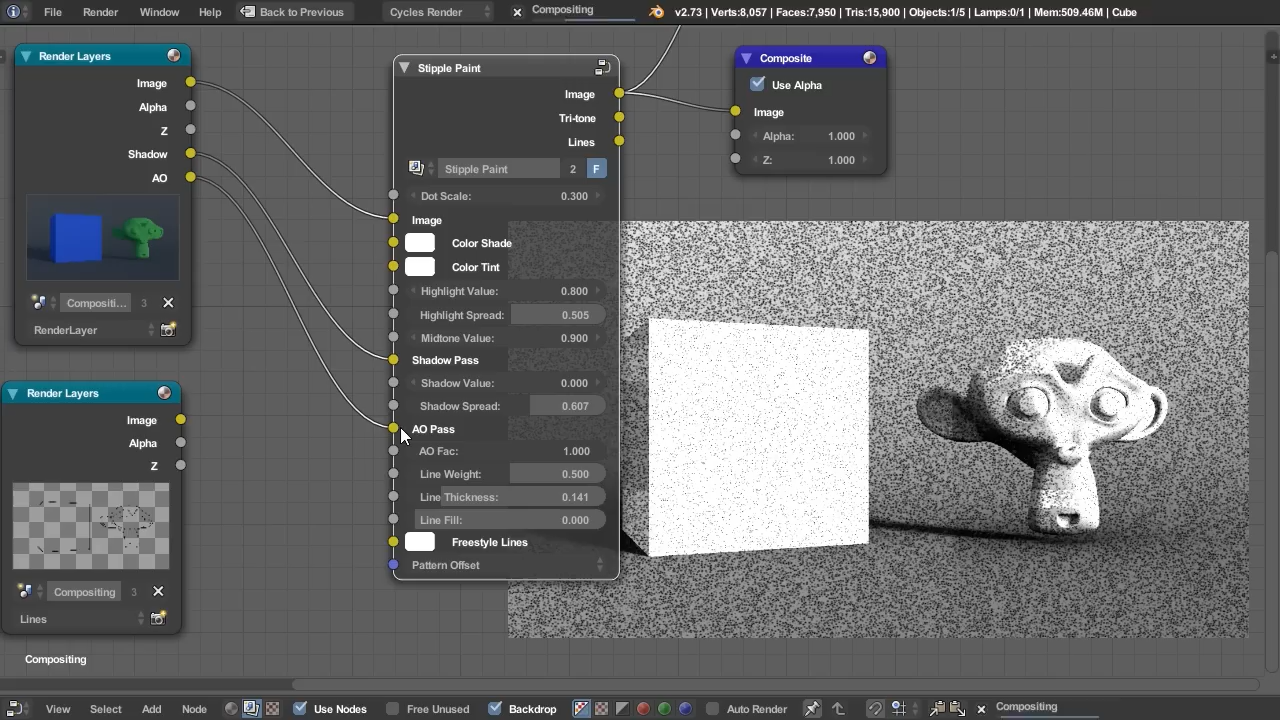 File Render Window Help Back to Previous Cycles Render Compositing v2.73 | Verts:8,057 | Faces:7,950 | Tris:15,900 | Objects:1/5 | Lamps:0/1 | Mem:509.46M | Cube
Render Layers
Image
Alpha
Z
Shadow
AO
Compositi... 3
RenderLayer
Render Layers
Image
Alpha
Z
Compositing 3
Lines
Compositing
Stipple Paint
Image
Tri-tone
Lines
Stipple Paint 2 F
Dot Scale: 0.300
Image
Color Shade
Color Tint
Highlight Value: 0.800
Highlight Spread: 0.505
Midtone Value: 0.900
Shadow Pass
Shadow Value: 0.000
Shadow Spread: 0.607
AO Pass
AO Fac: 1.000
Line Weight: 0.500
Line Thickness: 0.141
Line Fill: 0.000
Freestyle Lines
Pattern Offset
Composite
Use Alpha
Image
Alpha: 1.000
Z: 1.000
View Select Add Node Use Nodes Free Unused Backdrop Auto Render Compositing